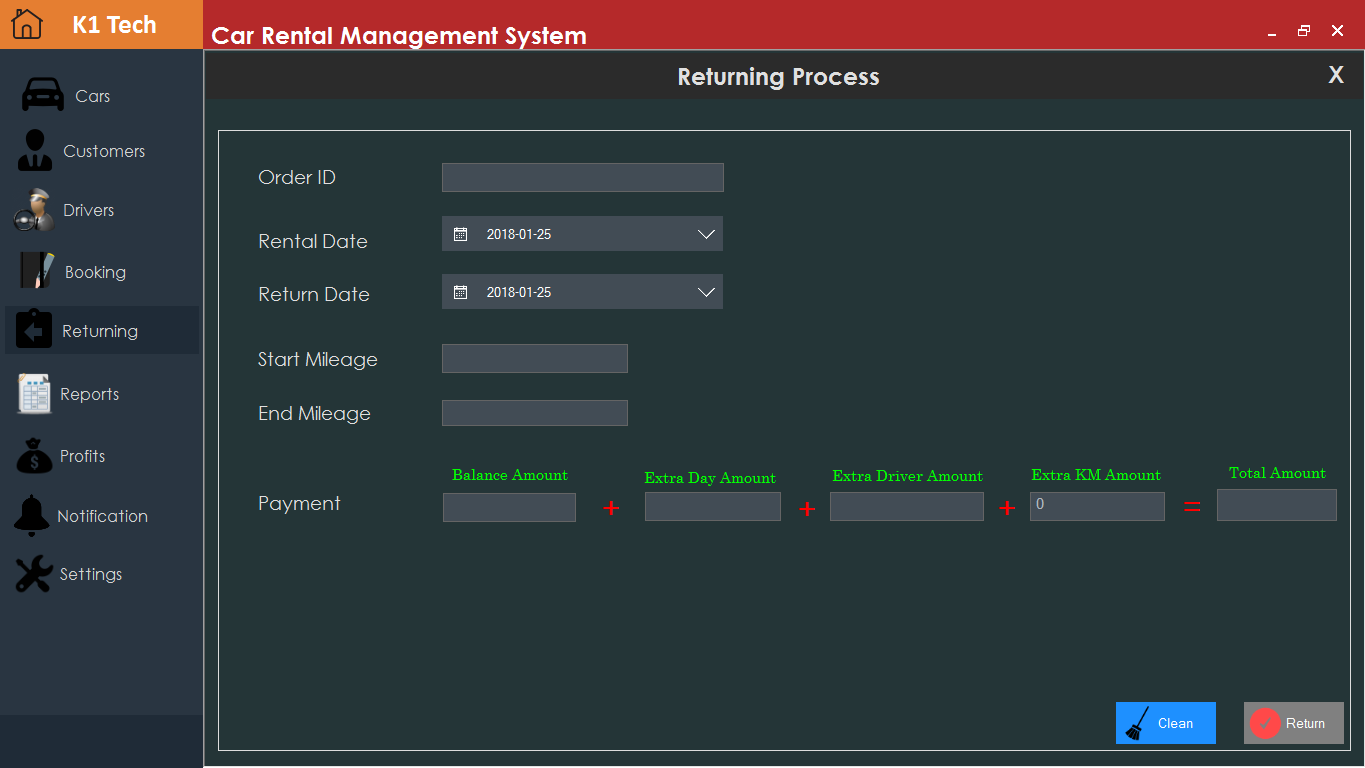 K1 Tech
Car Rental Management System
Returning Process
X
Cars
Customers
Drivers
Booking
Returning
Reports
Profits
Notification
Settings
Order ID
Rental Date
2018-01-25
Return Date
2018-01-25
Start Mileage
End Mileage
Balance Amount Extra Day Amount Extra Driver Amount Extra KM Amount Total Amount
Payment + + + 0 =
Clean
Return